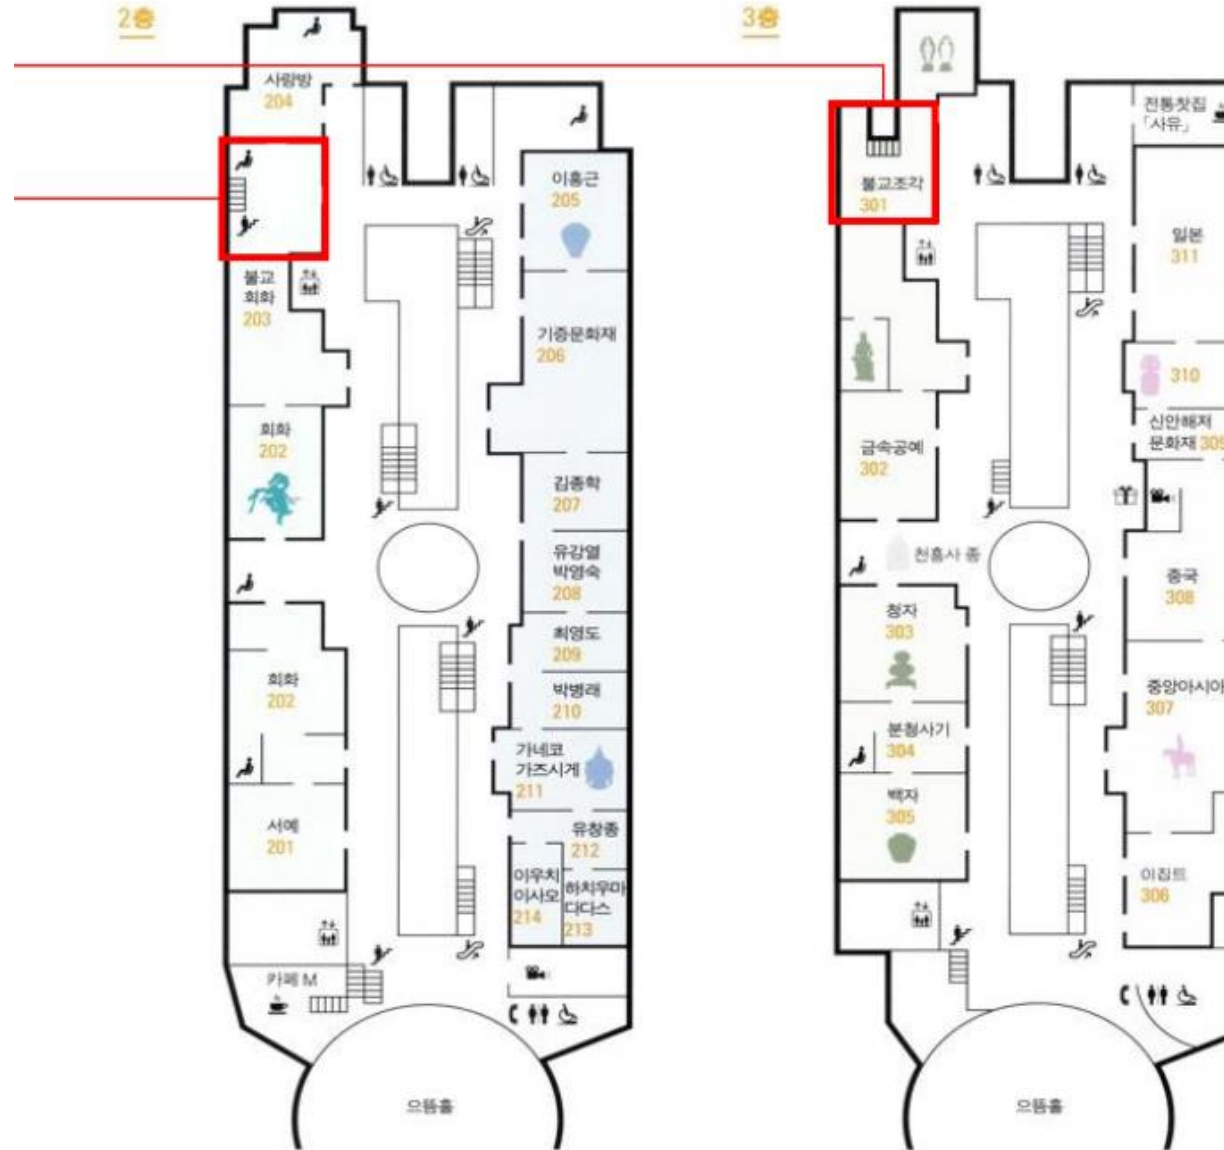 2층
사랑방
204
이홍근
205
불교
회화
203
기증문화재
206
회화
202
김종학
207
유강열
박영숙
208
최영도
209
회화
202
박병래
210
가네코
가즈시게
211
서예
201
유창종
212
이우치
이사오
214
하치우마
다다스
213
카페 M
으뜸홀
3층
전통찻집
「사유」
불교조각
301
일본
311
310
신안해저
문화재 309
금속공예
302
천흥사 종
중국
308
청자
303
중앙아시아
307
분청사기
304
백자
305
이집트
306
으뜸홀